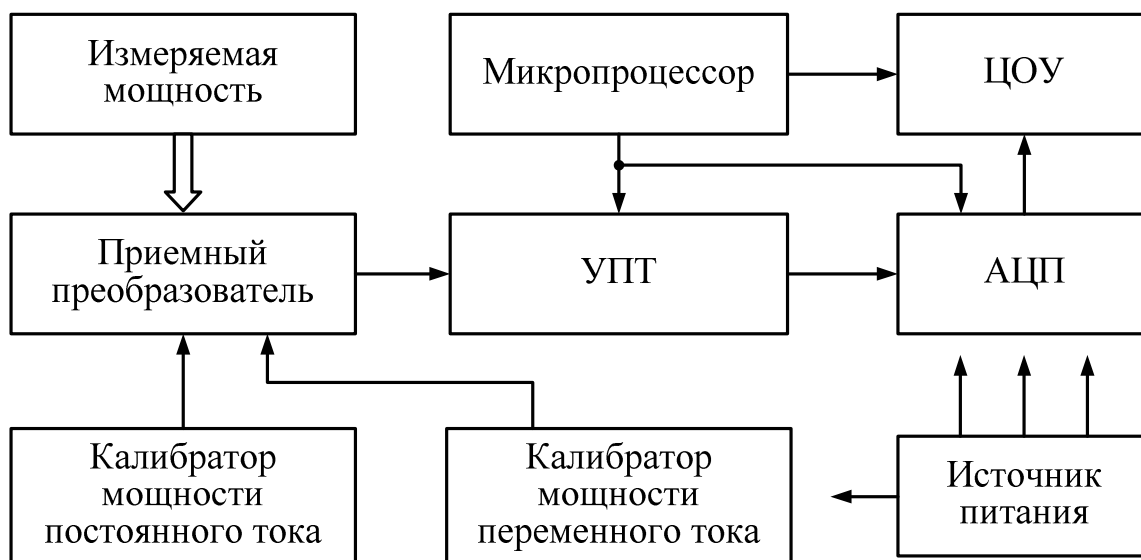 Измеряемая
мощность
Микропроцессор
ЦОУ
Приемный
преобразователь
УПТ
АЦП
Калибратор
мощности
постоянного тока
Калибратор
мощности
переменного тока
Источник
питания